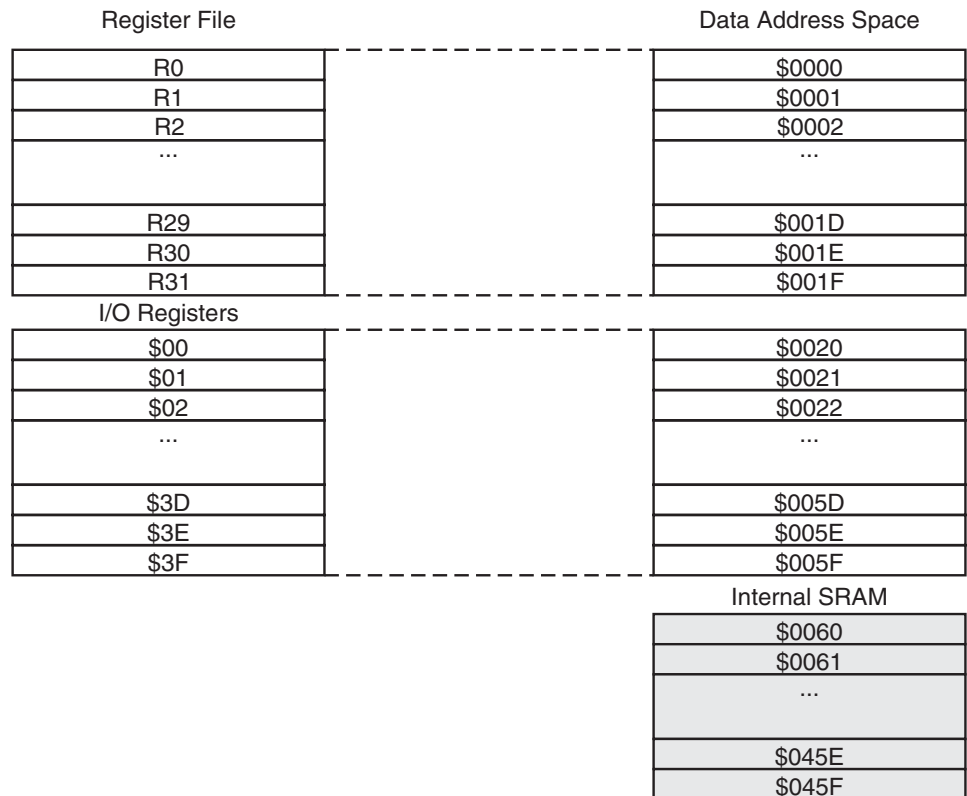 Register File
Data Address Space
R0
$0000
R1
$0001
R2
$0002
...
...
R29
$001D
R30
$001E
R31
$001F
I/O Registers
$00
$0020
$01
$0021
$02
$0022
...
...
$3D
$005D
$3E
$005E
$3F
$005F
Internal SRAM
$0060
$0061
...
$045E
$045F